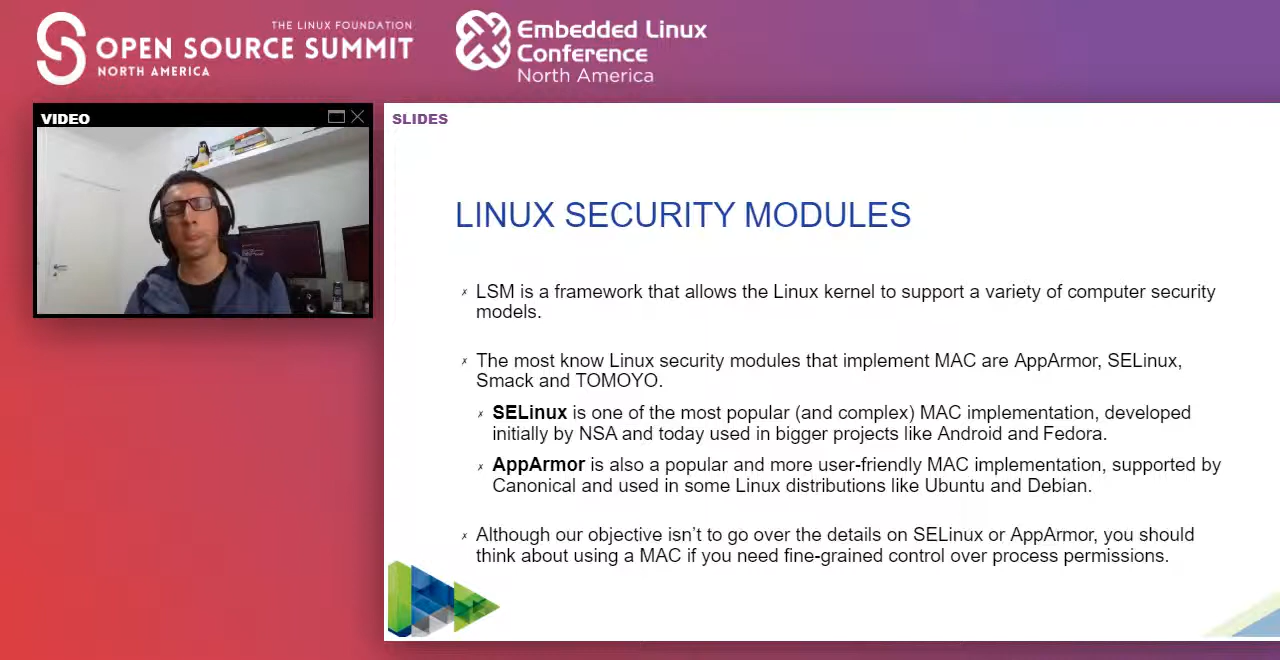 THE LINUX FOUNDATION
OPEN SOURCE SUMMIT
NORTH AMERICA
Embedded Linux
Conference
North America
VIDEO
SLIDES
LINUX SECURITY MODULES
✗ LSM is a framework that allows the Linux kernel to support a variety of computer security
models.
✗ The most know Linux security modules that implement MAC are AppArmor, SELinux,
Smack and TOMOYO.
✗ SELinux is one of the most popular (and complex) MAC implementation, developed
initially by NSA and today used in bigger projects like Android and Fedora.
✗ AppArmor is also a popular and more user-friendly MAC implementation, supported by
Canonical and used in some Linux distributions like Ubuntu and Debian.
✗ Although our objective isn’t to go over the details on SELinux or AppArmor, you should
think about using a MAC if you need fine-grained control over process permissions.